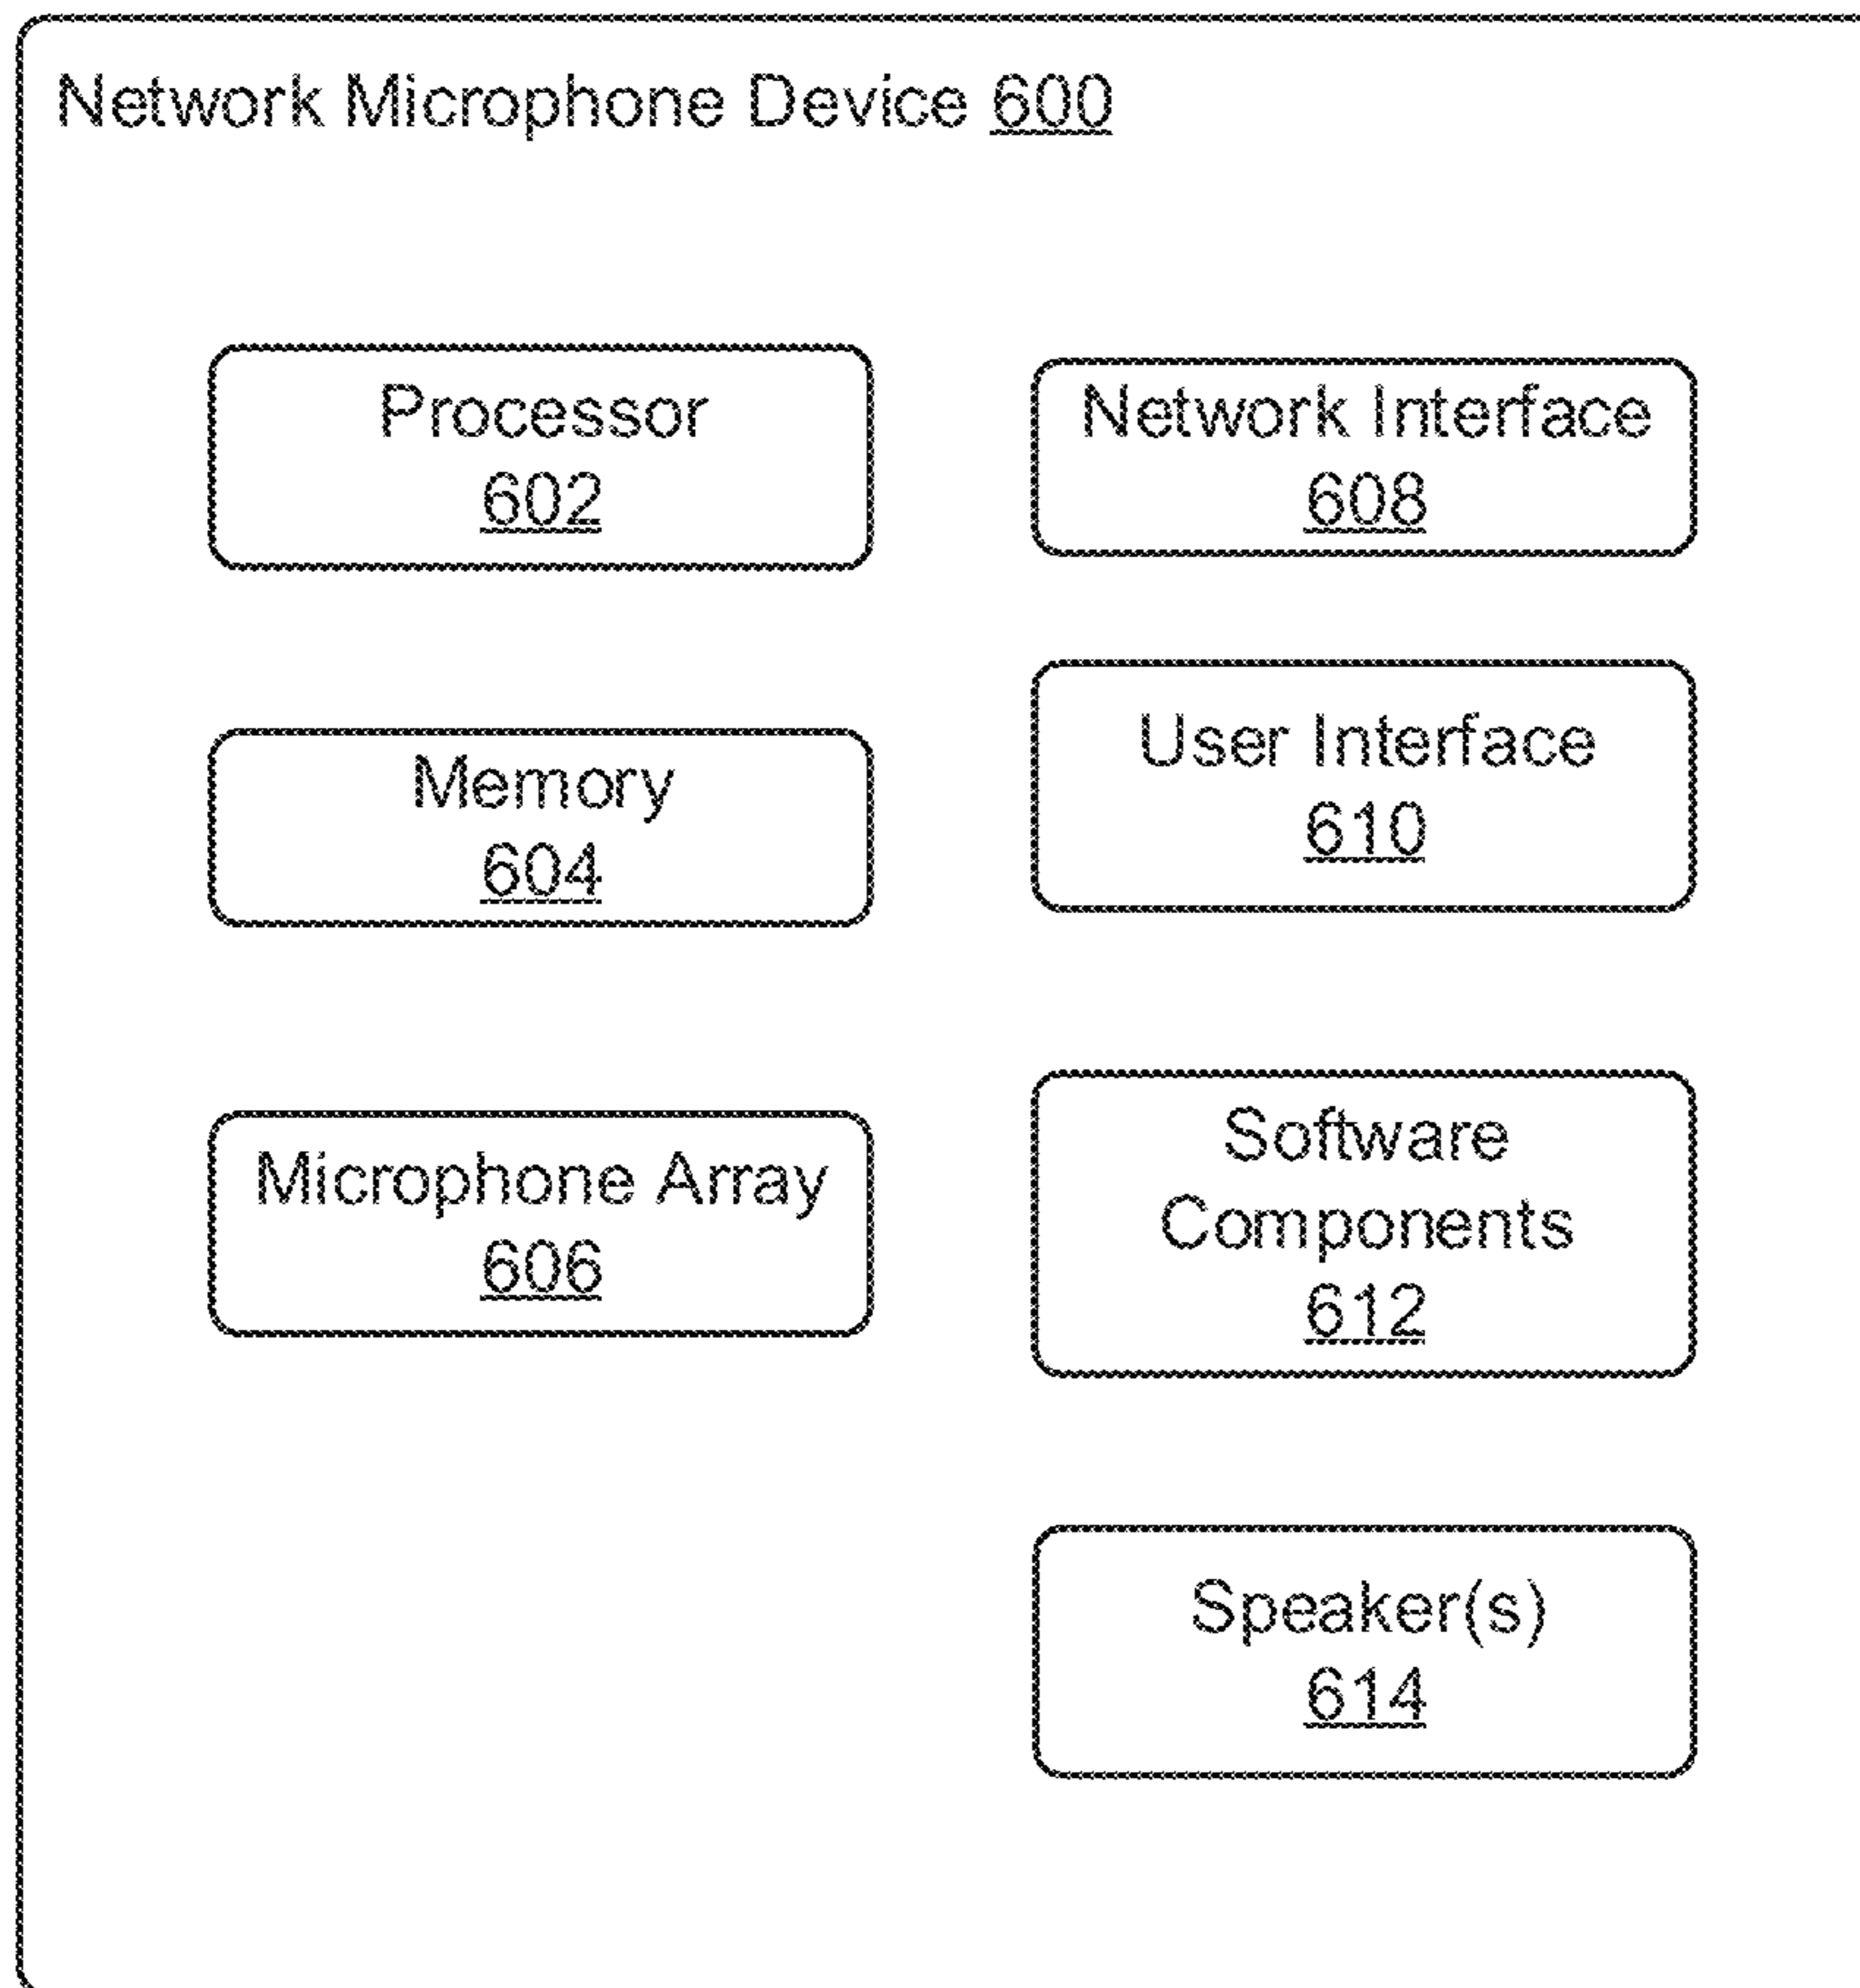 Network Microphone Device 600
Processor
602
Memory
604
Microphone Array
606
Network Interface
608
User Interface
610
Software
Components
612
Speaker(s)
614